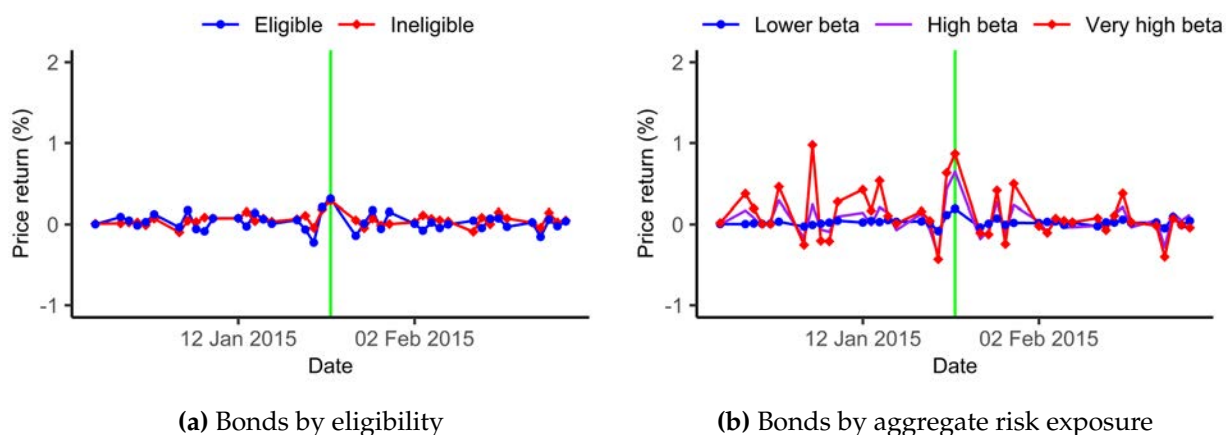 Eligible Ineligible
Price return (%)
2
1
0
-1
12 Jan 2015 02 Feb 2015
Date
(a) Bonds by eligibility
Lower beta High beta Very high beta
Price return (%)
2
1
0
-1
12 Jan 2015 02 Feb 2015
Date
(b) Bonds by aggregate risk exposure